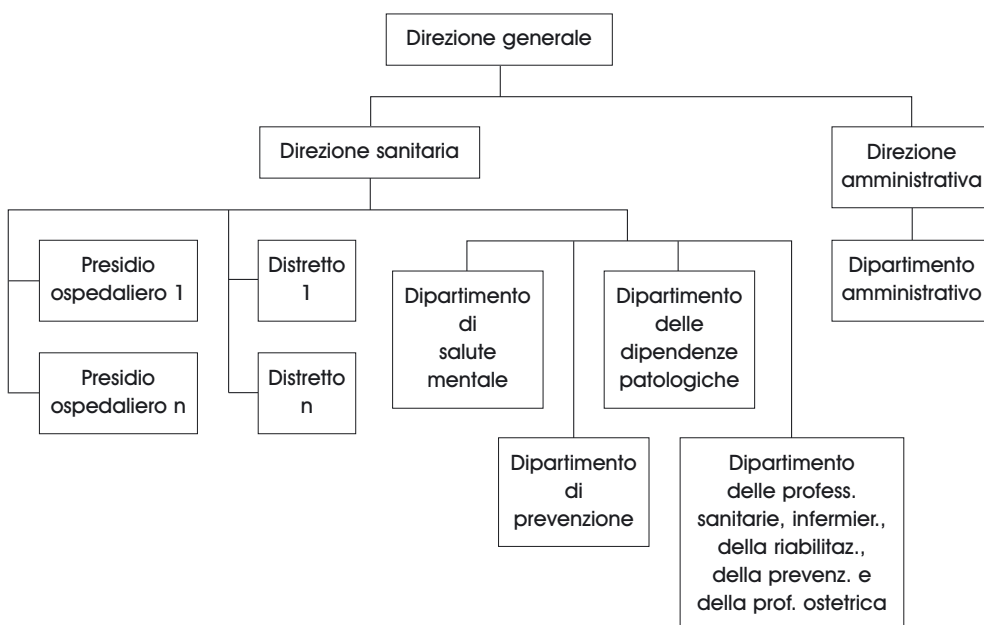 Direzione generale
Direzione sanitaria
Direzione
amministrativa
Presidio
ospedaliero 1
Distretto
1
Dipartimento
di
salute
mentale
Dipartimento
delle
dipendenze
patologiche
Dipartimento
amministrativo
Presidio
ospedaliero n
Distretto
n
Dipartimento
di
prevenzione
Dipartimento
delle profess.
sanitarie, infermier.,
della riabilitaz.,
della prevenz. e
della prof. ostetrica